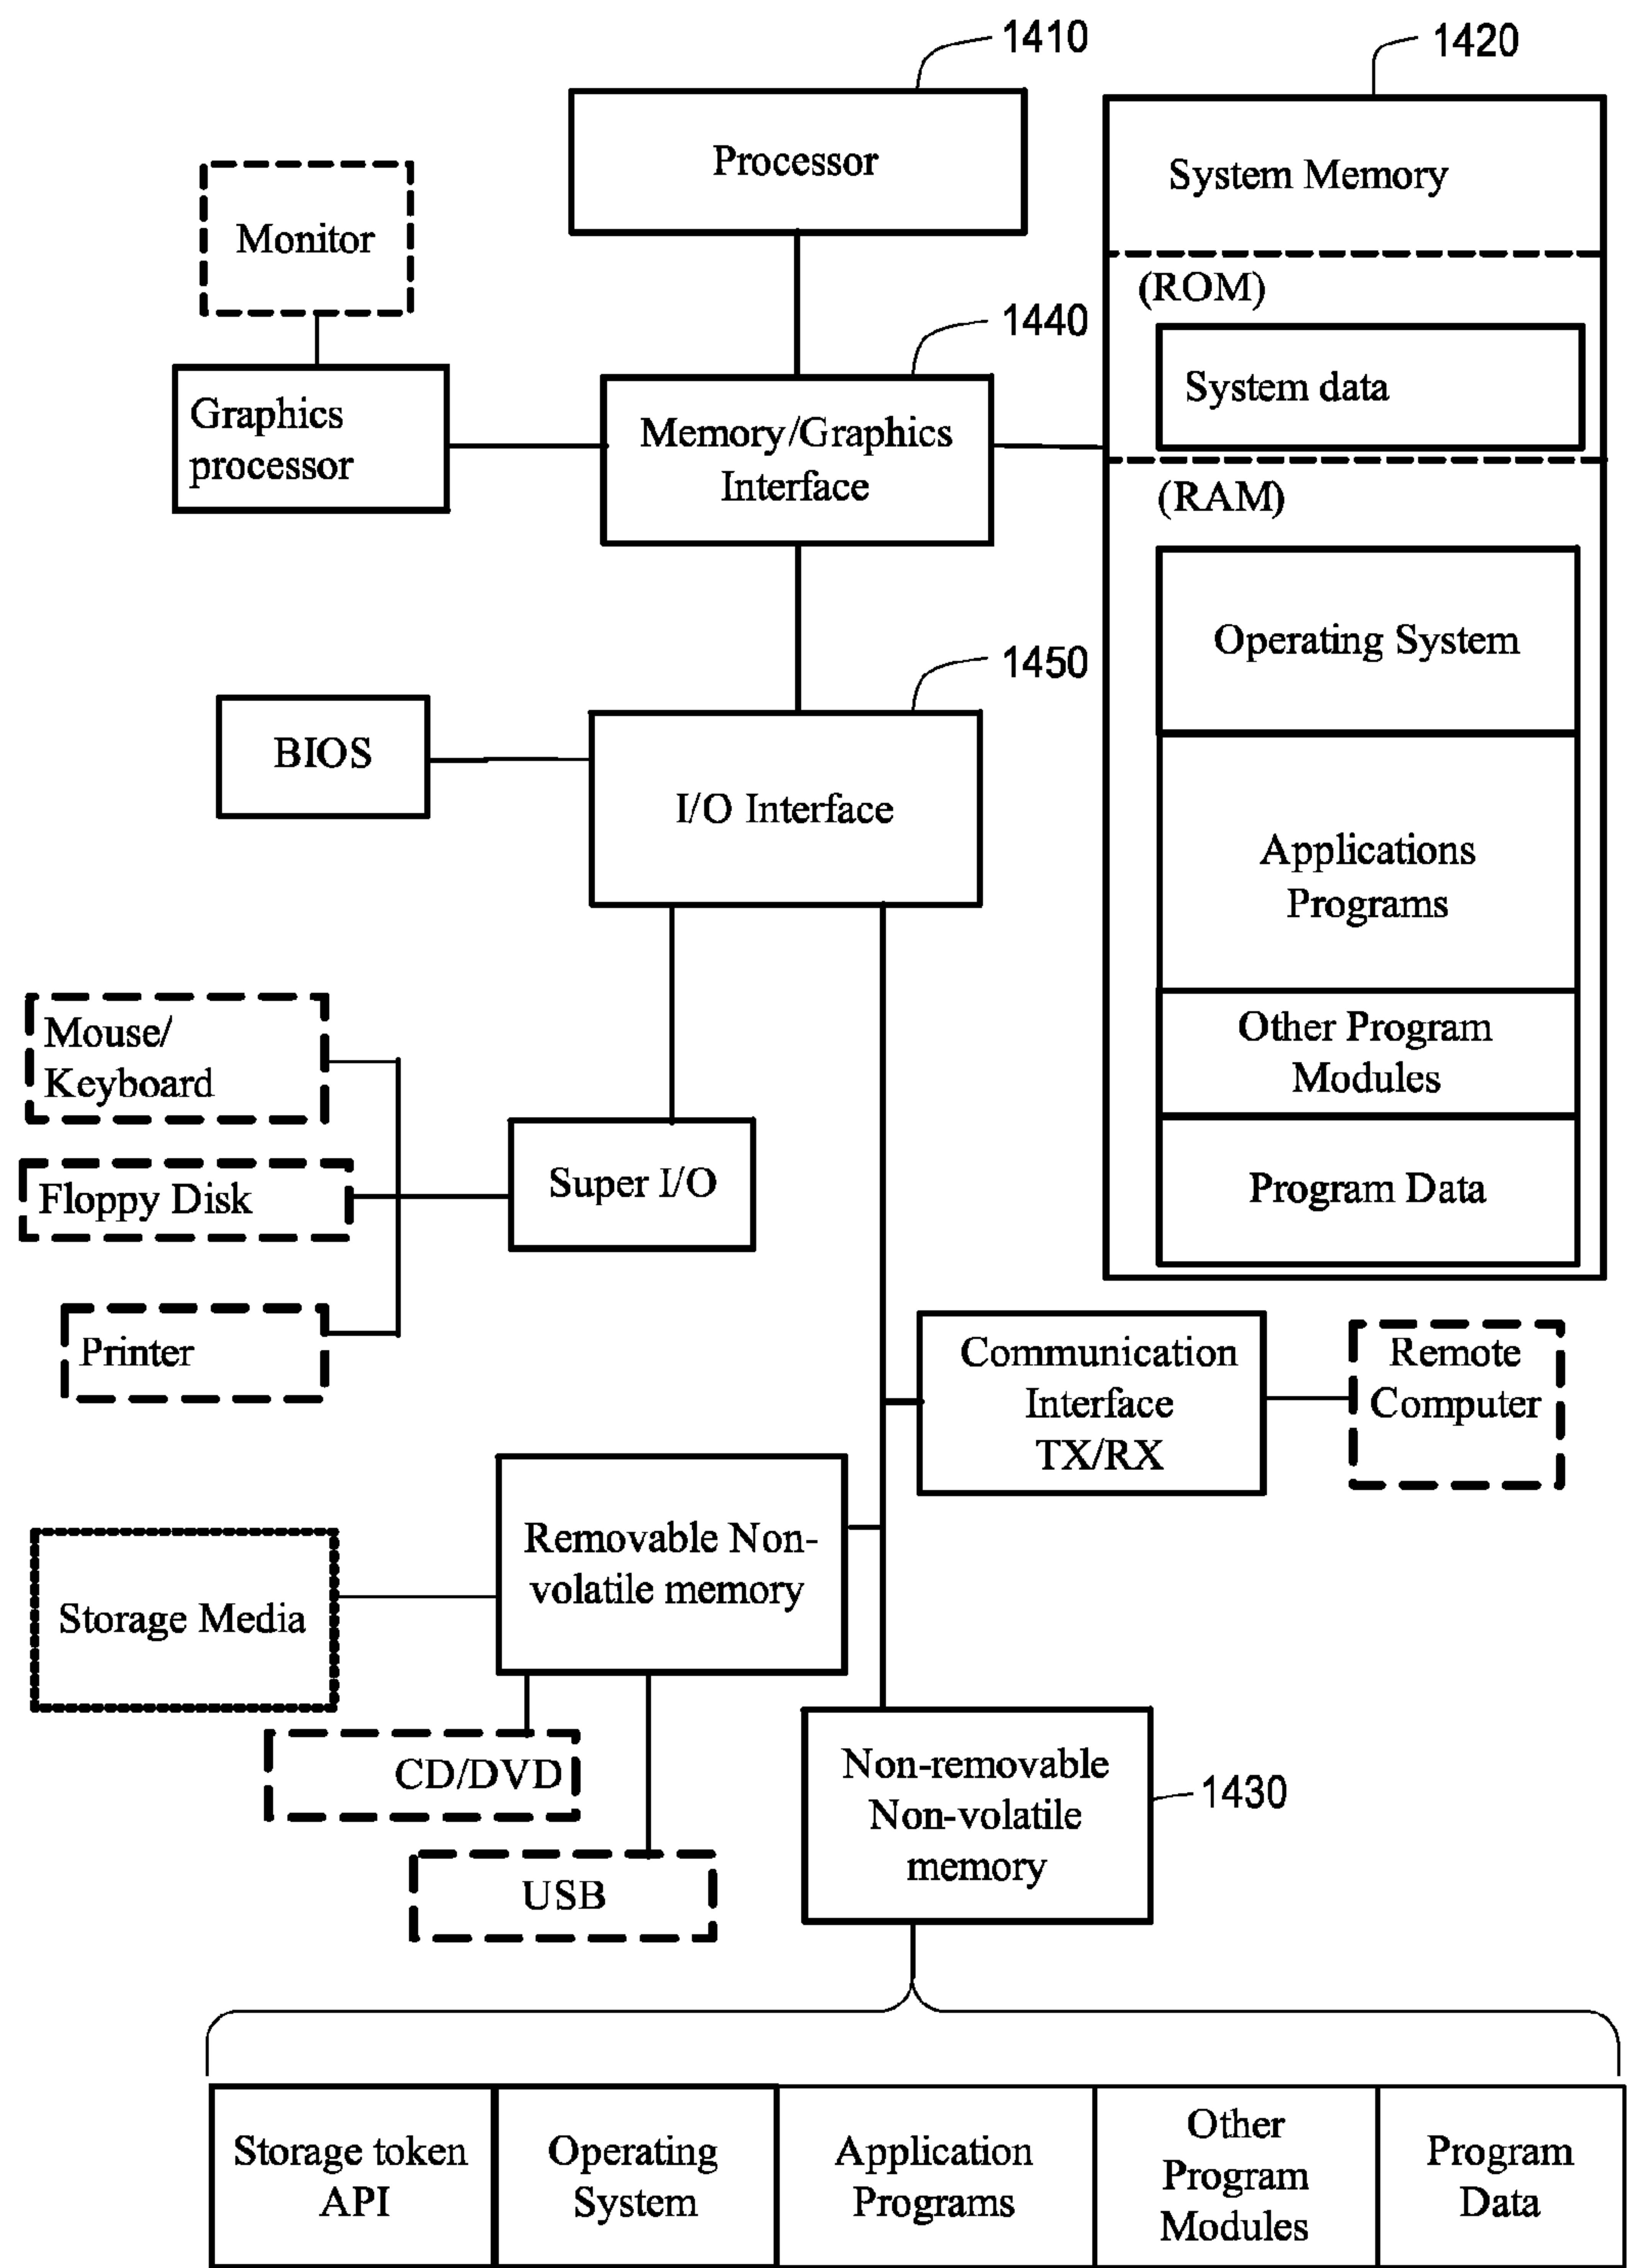 1410
1420
Processor
System Memory
Monitor
(ROM)
1440
System data
Graphics
processor
Memory/Graphics
Interface
(RAM)
Operating System
1450
BIOS
I/O Interface
Applications
Programs
Mouse/
Keyboard
Other Program
Modules
Super I/O
Floppy Disk
Program Data
Printer
Communication
Interface
TX/RX
Remote
Computer
Removable Non-
volatile memory
Storage Media
CD/DVD
Non-removable
Non-volatile
memory
1430
USB
Storage token
API
Operating
System
Application
Programs
Other
Program
Modules
Program
Data